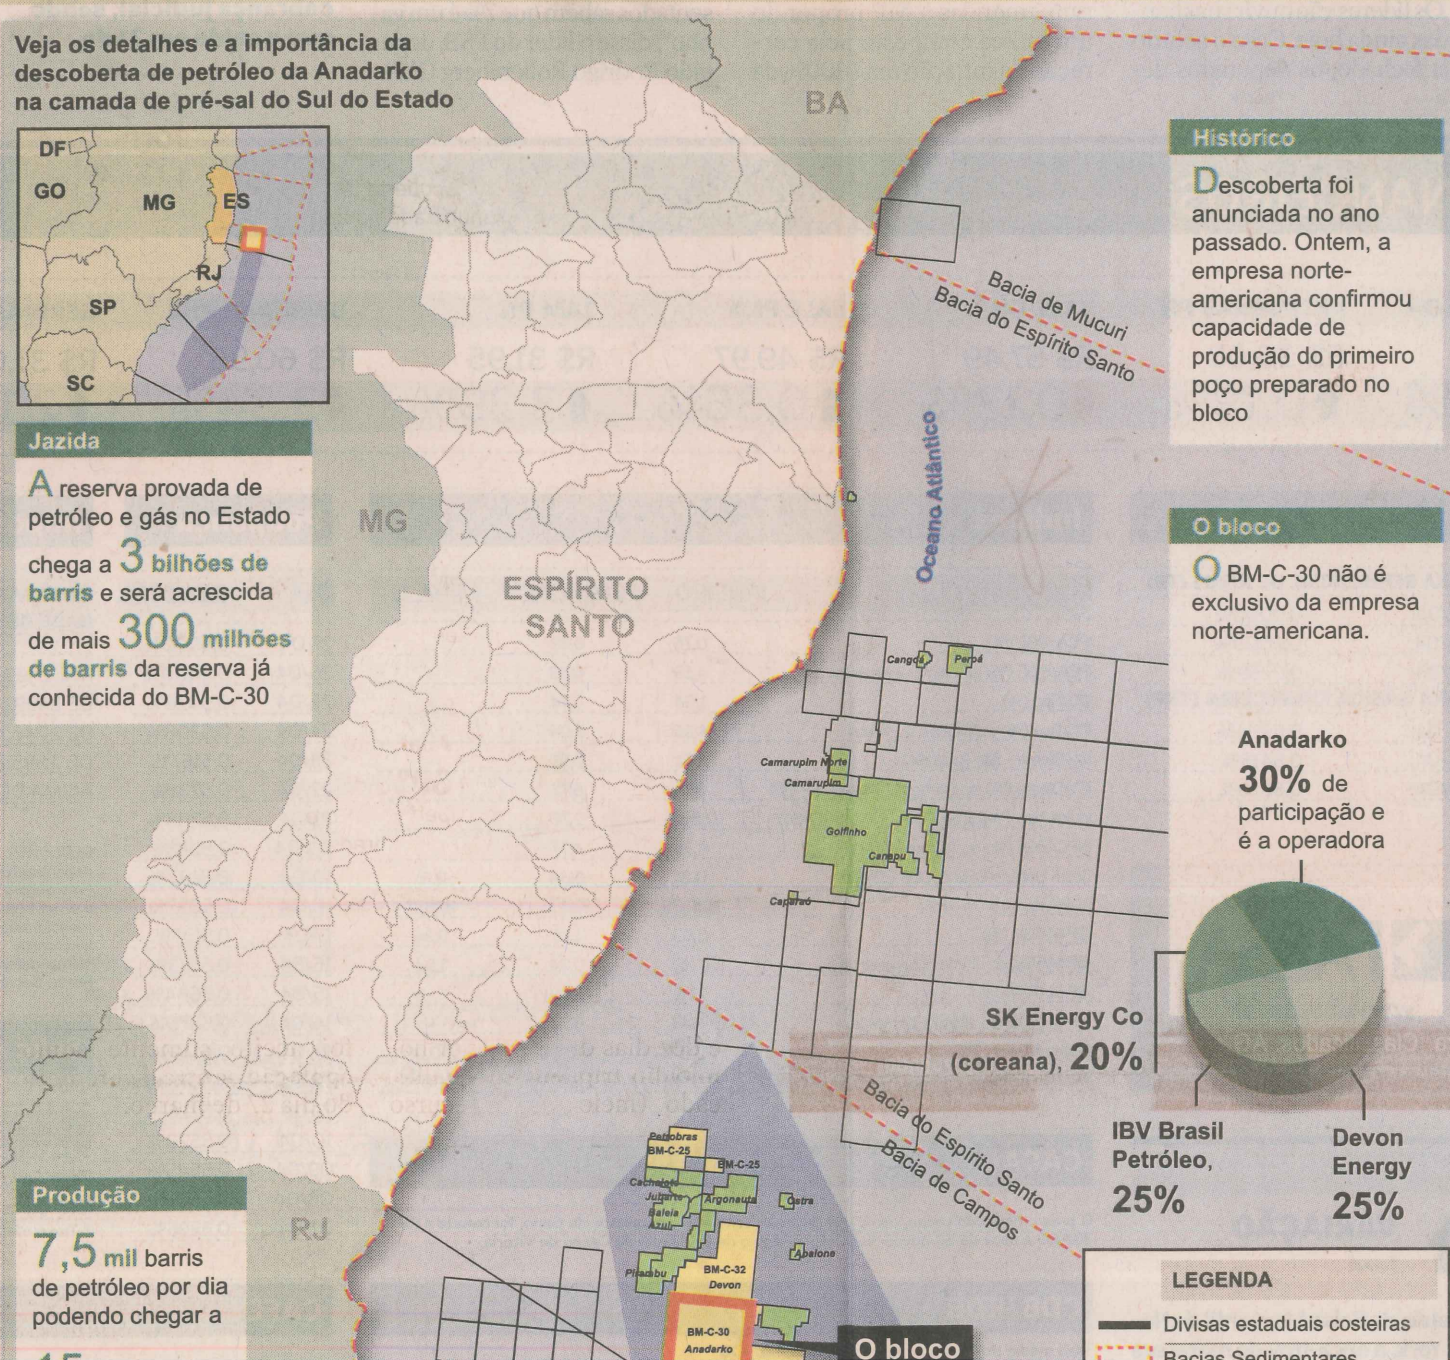 Veja os detalhes e a importância da
descoberta de petróleo da Anadarko
na camada de pré-sal do Sul do Estado
DF
GO
MG
ES
RJ
SP
SC
BA
Histórico
Descoberta foi
anunciada no ano
passado. Ontem, a
empresa norte-
americana confirmou
capacidade de
produção do primeiro
poço preparado no
bloco
Bacia de Mucuri
Bacia do Espírito Santo
Oceano Atlântico
Jazida
A reserva provada de
petróleo e gás no Estado
chega a 3 bilhões de
barris e será acrescida
de mais 300 milhões
de barris da reserva já
conhecida do BM-C-30
MG
ESPÍRITO
SANTO
O bloco
O BM-C-30 não é
exclusivo da empresa
norte-americana.
Cangoá
Peroá
Camarupim Norte
Camarupim
Golfinho
Canapu
Caparaó
Anadarko
30% de
participação e
é a operadora
SK Energy Co
(coreana), 20%
IBV Brasil
Petróleo,
25%
Devon
Energy
25%
Bacia do Espírito Santo
Bacia de Campos
Petrobras
BM-C-25
BM-C-25
Cachalote
Jubarte
Baleia
Azul
Argonauta
Ostra
Abalone
Pirambu
BM-C-32
Devon
BM-C-30
Anadarko
O bloco
RJ
Produção
7,5 mil barris
de petróleo por dia
podendo chegar a
15
LEGENDA
Divisas estaduais costeiras
Bacias Sedimentares